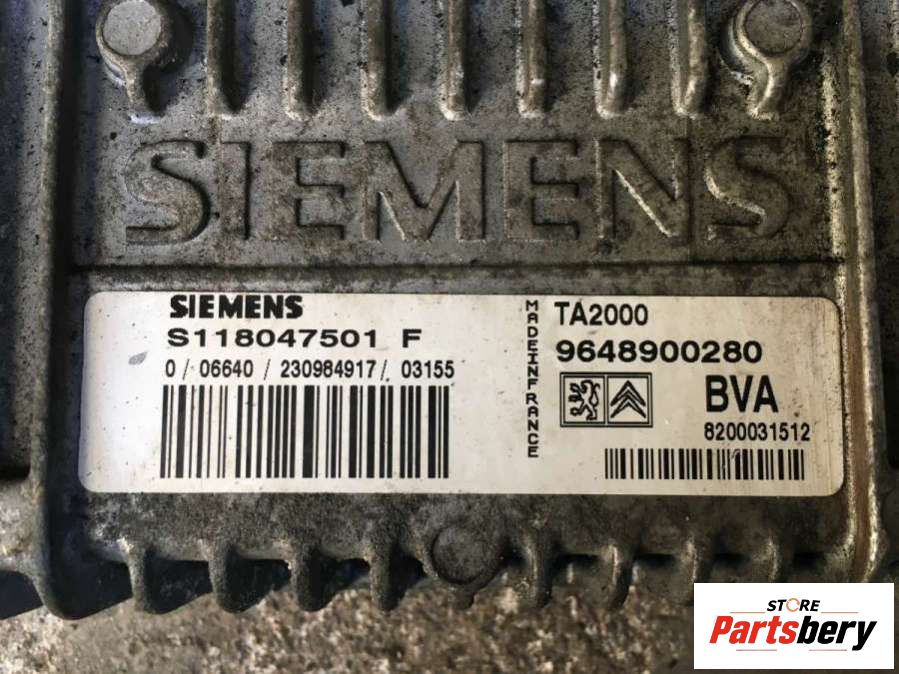 SIEMENS
SIEMENS
S118047501 F
0/ 06640 / 230984917/ 03155
MADEINFRANCE
TA2000
9648900280
BVA
8200031512
STORE
Partsbery